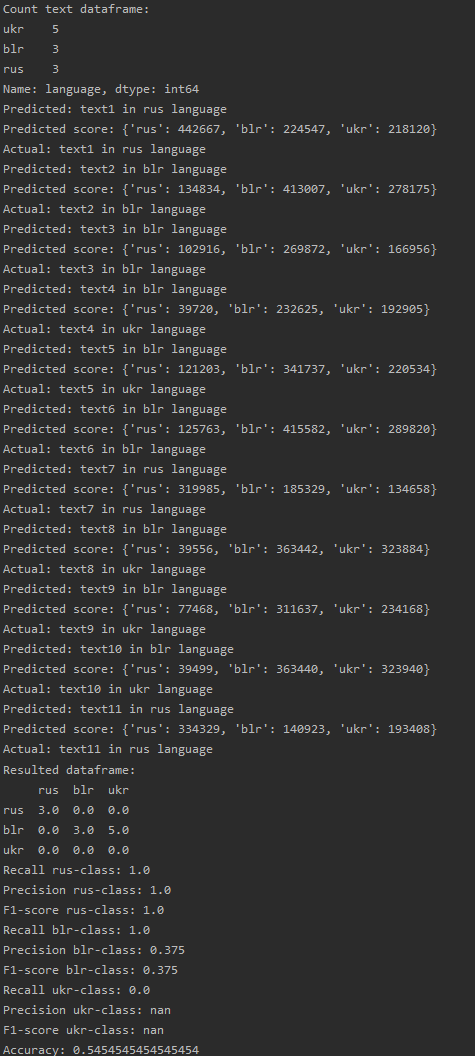 Count text dataframe:
ukr    5
blr    3
rus    3
Name: language, dtype: int64
Predicted: text1 in rus language
Predicted score: {'rus': 442667, 'blr': 224547, 'ukr': 218120}
Actual: text1 in rus language
Predicted: text2 in blr language
Predicted score: {'rus': 134834, 'blr': 413007, 'ukr': 278175}
Actual: text2 in blr language
Predicted: text3 in blr language
Predicted score: {'rus': 102916, 'blr': 269872, 'ukr': 166956}
Actual: text3 in blr language
Predicted: text4 in blr language
Predicted score: {'rus': 39720, 'blr': 232625, 'ukr': 192905}
Actual: text4 in ukr language
Predicted: text5 in blr language
Predicted score: {'rus': 121203, 'blr': 341737, 'ukr': 220534}
Actual: text5 in ukr language
Predicted: text6 in blr language
Predicted score: {'rus': 125763, 'blr': 415582, 'ukr': 289820}
Actual: text6 in blr language
Predicted: text7 in rus language
Predicted score: {'rus': 319985, 'blr': 185329, 'ukr': 134658}
Actual: text7 in rus language
Predicted: text8 in blr language
Predicted score: {'rus': 39556, 'blr': 363442, 'ukr': 323884}
Actual: text8 in ukr language
Predicted: text9 in blr language
Predicted score: {'rus': 77468, 'blr': 311637, 'ukr': 234168}
Actual: text9 in ukr language
Predicted: text10 in blr language
Predicted score: {'rus': 39499, 'blr': 363440, 'ukr': 323940}
Actual: text10 in ukr language
Predicted: text11 in rus language
Predicted score: {'rus': 334329, 'blr': 140923, 'ukr': 193408}
Actual: text11 in rus language
Resulted dataframe:
     rus  blr  ukr
rus  3.0  0.0  0.0
blr  0.0  3.0  5.0
ukr  0.0  0.0  0.0
Recall rus-class: 1.0
Precision rus-class: 1.0
F1-score rus-class: 1.0
Recall blr-class: 1.0
Precision blr-class: 0.375
F1-score blr-class: 0.375
Recall ukr-class: 0.0
Precision ukr-class: nan
F1-score ukr-class: nan
Accuracy: 0.5454545454545454